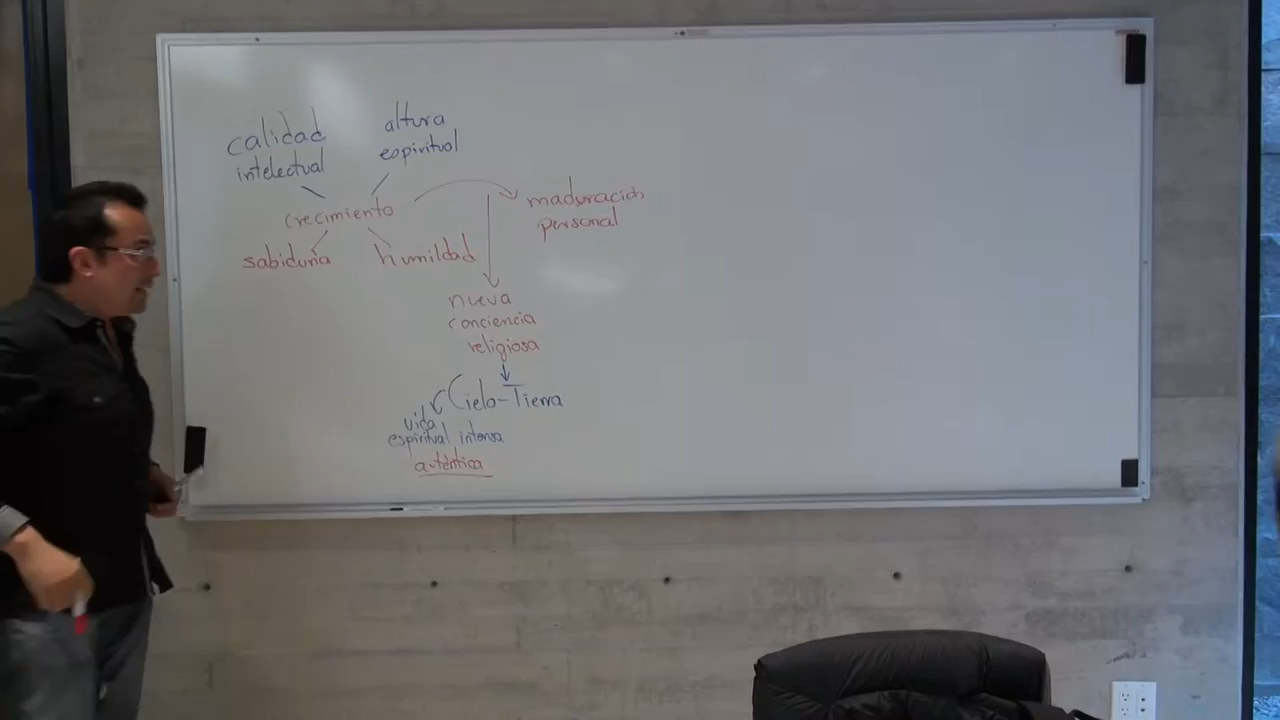 calidad
intelectual
altura
espiritual
crecimiento
maduración
personal
sabiduría
humildad
nueva
conciencia
religiosa
Cielo-Tierra
vida
espiritual intensa
auténtica